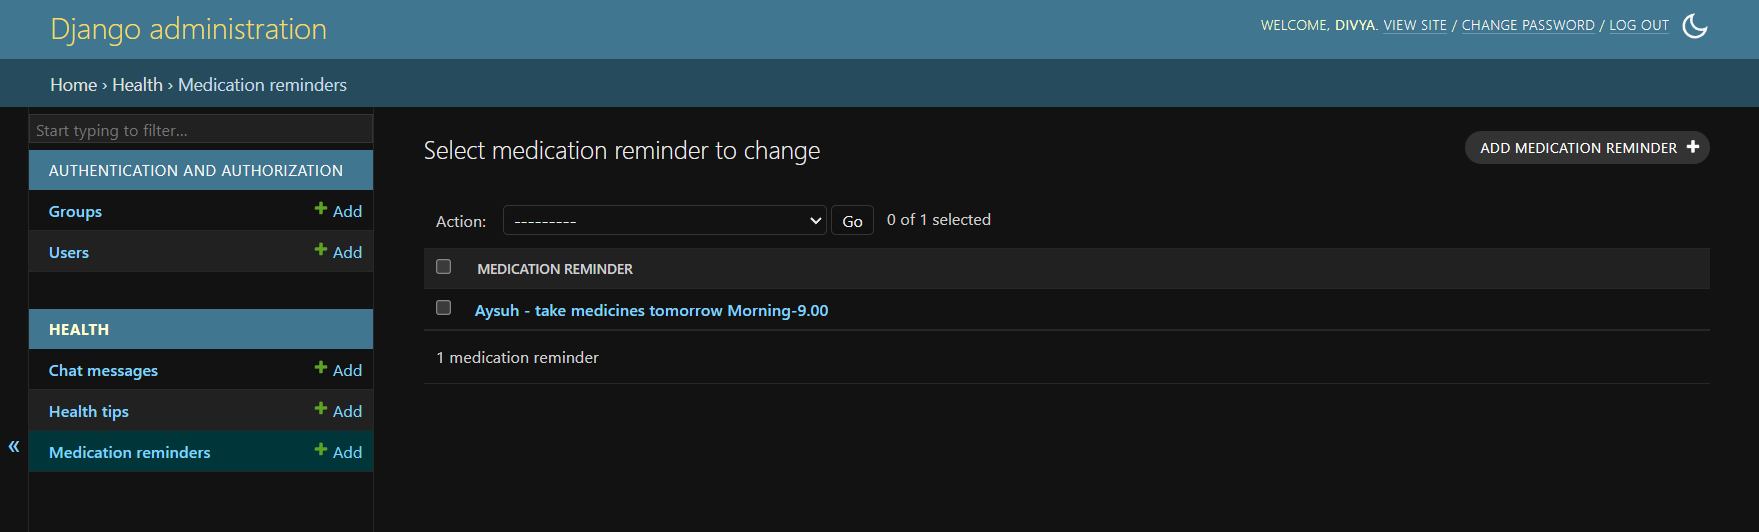 Django administration
WELCOME, DIVYA. VIEW SITE / CHANGE PASSWORD / LOG OUT
Home › Health › Medication reminders
Start typing to filter...
AUTHENTICATION AND AUTHORIZATION
Groups + Add
Users + Add
HEALTH
Chat messages + Add
Health tips + Add
Medication reminders + Add
«
Select medication reminder to change
ADD MEDICATION REMINDER +
Action: --------- Go 0 of 1 selected
MEDICATION REMINDER
Aysuh - take medicines tomorrow Morning-9.00
1 medication reminder